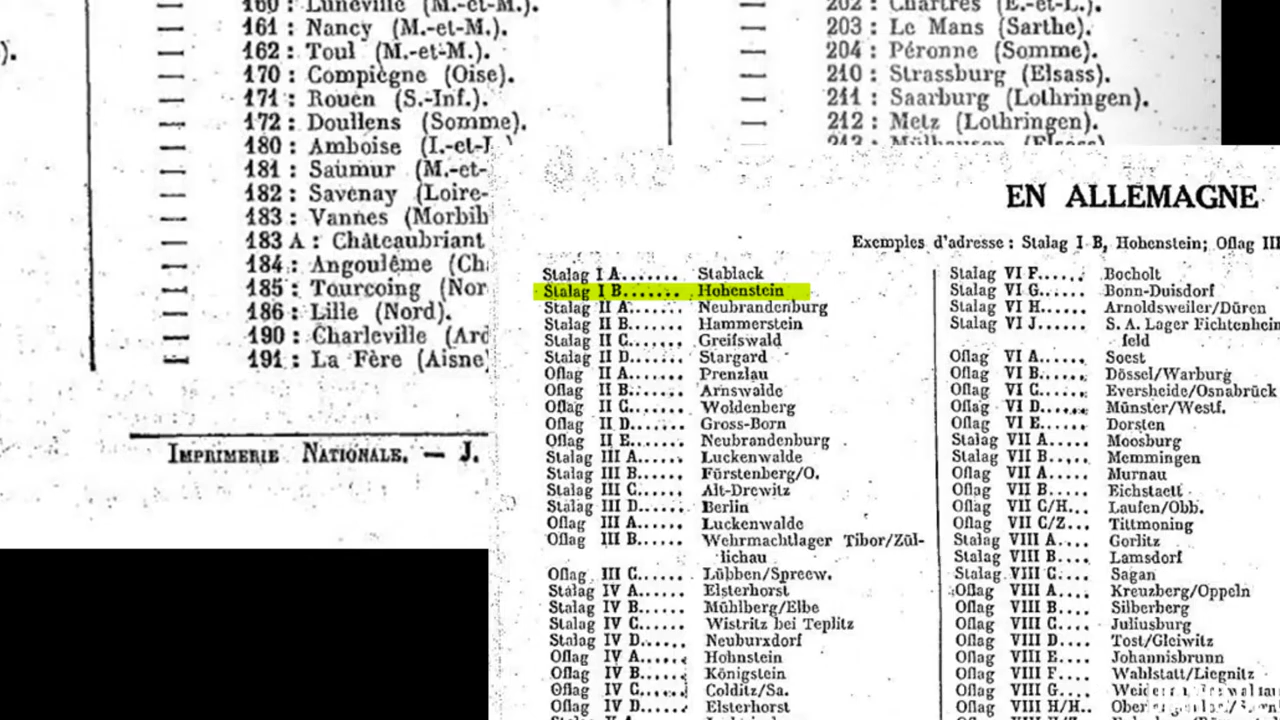 160 : Lunéville (M.-et-M.).
— 161 : Nancy (M.-et-M.).
— 162 : Toul (M.-et-M.).
— 170 : Compiègne (Oise).
— 171 : Rouen (S.-Inf.).
— 172 : Doullens (Somme).
— 180 : Amboise (I.-et-
— 181 : Saumur (M.-et-
— 182 : Savenay (Loire-
— 183 : Vannes (Morbih
— 183 A : Châteaubriant
— 184 : Angoulême (Ch
— 185 : Tourcoing (Nor
— 186 : Lille (Nord).
— 190 : Charleville (Ard
— 191 : La Fère (Aisne
IMPRIMERIE NATIONALE. — J.
).
202 : Chartres (E.-et-L.).
— 203 : Le Mans (Sarthe).
— 204 : Péronne (Somme).
— 210 : Strassburg (Elsass).
— 211 : Saarburg (Lothringen).
— 212 : Metz (Lothringen).
213 : Mülhausen (Elsass)
EN ALLEMAGNE
Exemples d'adresse : Stalag I B, Hohenstein; Oflag III
Stalag I A....... Stablack
Stalag I B....... Hohenstein
Stalag II A...... Neubrandenburg
Stalag II B...... Hammerstein
Stalag II C...... Greifswald
Stalag II D...... Stargard
Oflag II A...... Prenzlau
Oflag II B...... Arnswalde
Oflag II C...... Woldenberg
Oflag II D...... Gross-Born
Oflag II E...... Neubrandenburg
Stalag III A..... Luckenwalde
Stalag III B..... Fürstenberg/O.
Stalag III C..... Alt-Drewitz
Stalag III D..... Berlin
Oflag III A..... Luckenwalde
Oflag III B..... Wehrmachtlager Tibor/Zül-
lichau
Oflag III C..... Lübben/Spreew.
Stalag IV A..... Elsterhorst
Stalag IV B..... Mühlberg/Elbe
Stalag IV C..... Wistritz bei Teplitz
Stalag IV D..... Neuburxdorf
Oflag IV A..... Hohnstein
Oflag IV B..... Königstein
Oflag IV C..... Colditz/Sa.
Oflag IV D..... Elsterhorst
Stalag VI F..... Bocholt
Stalag VI G..... Bonn-Duisdorf
Stalag VI H..... Arnoldsweiler/Düren
Stalag VI J..... S. A. Lager Fichtenhein
feld
Oflag VI A..... Soest
Oflag VI B..... Dössel/Warburg
Oflag VI C..... Eversheide/Osnabrück
Oflag VI D..... Münster/Westf.
Oflag VI E..... Dorsten
Stalag VII A.... Moosburg
Stalag VII B.... Memmingen
Oflag VII A.... Murnau
Oflag VII B.... Eichstaett
Oflag VII C/H... Laufen/Obb.
Oflag VII C/Z... Tittmoning
Stalag VIII A.... Gorlitz
Stalag VIII B.... Lamsdorf
Stalag VIII C.... Sagan
Oflag VIII A.... Kreuzberg/Oppeln
Oflag VIII B.... Silberberg
Oflag VIII C.... Juliusburg
Oflag VIII D.... Tost/Gleiwitz
Oflag VIII E.... Johannisbrunn
Oflag VIII F.... Wahlstatt/Liegnitz
Oflag VIII G....
Oflag VIII H/H..